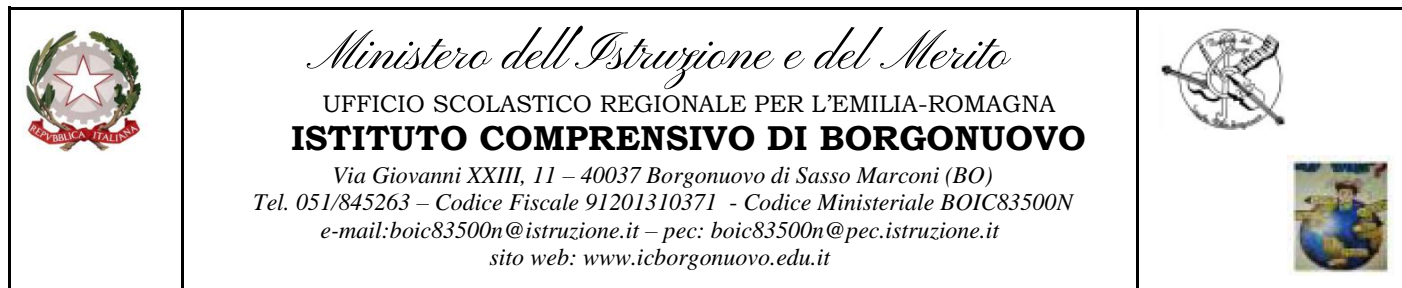 REPVBBLICA ITALIANA
Ministero dell'Istruzione e del Merito
UFFICIO SCOLASTICO REGIONALE PER L’EMILIA-ROMAGNA
ISTITUTO COMPRENSIVO DI BORGONUOVO
Via Giovanni XXIII, 11 – 40037 Borgonuovo di Sasso Marconi (BO)
Tel. 051/845263 – Codice Fiscale 91201310371 - Codice Ministeriale BOIC83500N
e-mail:boic83500n@istruzione.it – pec: boic83500n@pec.istruzione.it
sito web: www.icborgonuovo.edu.it